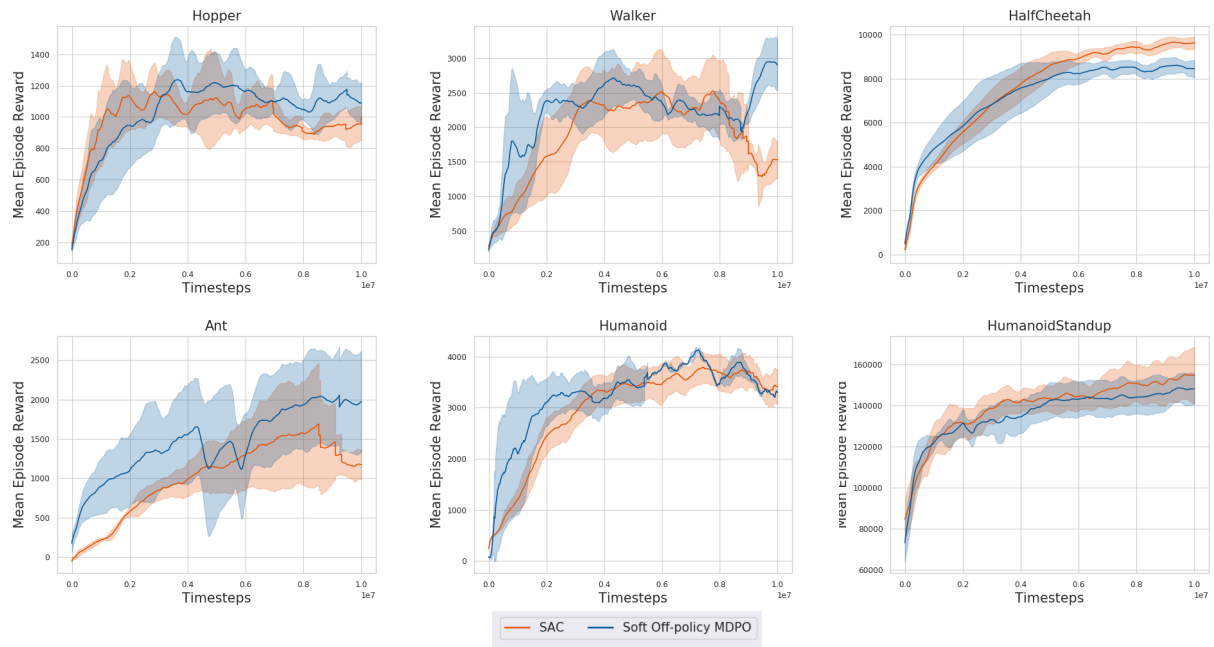 Hopper
Mean Episode Reward
1400
1200
1000
800
600
400
200
0.0 0.2 0.4 0.6 0.8 1.0
1e7
Timesteps
Walker
Mean Episode Reward
3000
2500
2000
1500
1000
500
0.0 0.2 0.4 0.6 0.8 1.0
1e7
Timesteps
HalfCheetah
Mean Episode Reward
10000
8000
6000
4000
2000
0
0.0 0.2 0.4 0.6 0.8 1.0
1e7
Timesteps
Ant
Mean Episode Reward
2500
2000
1500
1000
500
0
0.0 0.2 0.4 0.6 0.8 1.0
1e7
Timesteps
Humanoid
Mean Episode Reward
4000
3000
2000
1000
0
0.0 0.2 0.4 0.6 0.8 1.0
1e7
Timesteps
HumanoidStandup
Mean Episode Reward
160000
140000
120000
100000
80000
60000
0.0 0.2 0.4 0.6 0.8 1.0
1e7
Timesteps
SAC Soft Off-policy MDPO